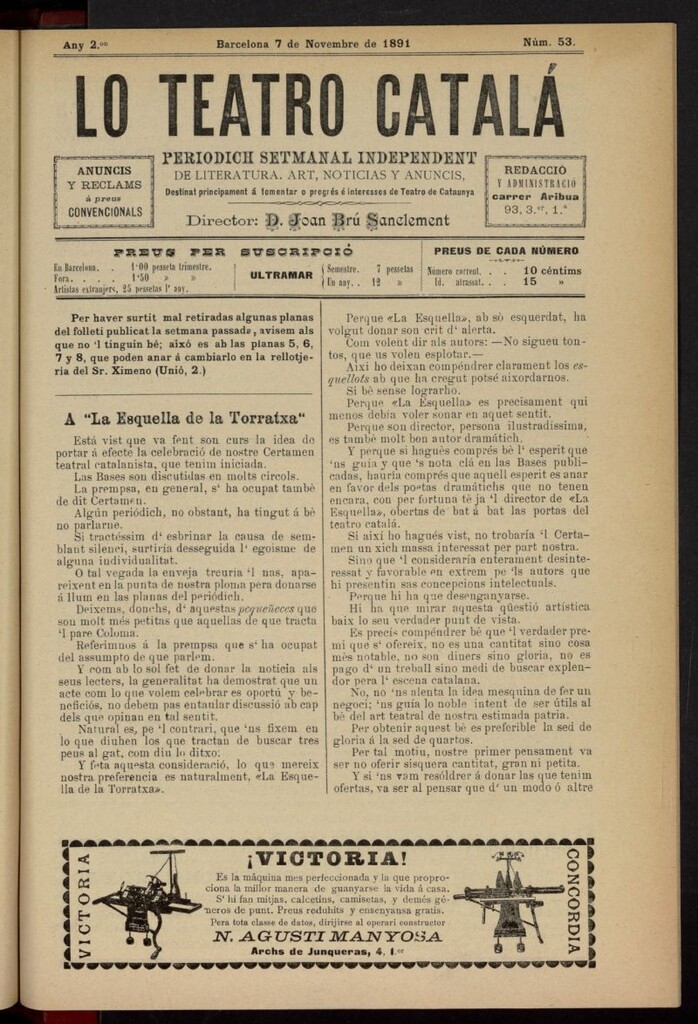 Any 2.on
Barcelona 7 de Novembre de 1891
Núm. 53.
LO TEATRO CATALÁ
ANUNCIS
Y RECLAMS
á preus
CONVENCIONALS
PERIODICH SETMANAL INDEPENDENT
DE LITERATURA, ART, NOTICIAS Y ANUNCIS,
Destinat principament á fomentar o progrés é interessos de Teatro de Catalunya
Director: D. Joan Brú Sanclement
REDACCIÓ
Y ADMINISTRACIÓ
carrer Aribua
93, 3.er, 1.ª
PREUS PER SUSCRIPCIÓ
En Barcelona. . . 1'00 pesseta trimestre.
Fora. . . . 1'50 » »
Artistas extranjers, 25 pessetas l' any.
ULTRAMAR
Semestre. 7 pessetas
Un any. . 12 »
PREUS DE CADA NÚMERO
Número corrent. . . 10 céntims
Id. atrassat. . . 15 »
Per haver surtit mal retiradas algunas planas
del folletí publicat la setmana passada, avisem als
que no 'l tinguin bé; aixó es ab las planas 5, 6,
7 y 8, que poden anar á cambiarlo en la rellotje-
ría del Sr. Ximeno (Unió, 2.)
A "La Esquella de la Torratxa"
Está vist que va fent son curs la idea de
portar á efecte la celebració de nostre Certamen
teatral catalanista, que tenim iniciada.
Las Bases son discutidas en molts círcols.
La prempsa, en general, s' ha ocupat també
de dit Certamen.
Algún periódich, no obstant, ha tingut á bé
no parlarne.
Si tractéssim d' esbrinar la causa de sem-
blant silenci, surtiría desseguida l' egoisme de
alguna individualitat.
O tal vegada la enveja treuría 'l nas, apa-
reixent en la punta de nostra ploma pera donarse
á llum en las planas del periódich.
Deixems, donchs, d' aquestas pequeñeces que
son molt més petitas que aquellas de que tracta
'l pare Coloma.
Referimnos á la prempsa que s' ha ocupat
del assumpto de que parlem.
Y com ab lo sol fet de donar la noticia als
seus lecters, la generalitat ha demostrat que un
acte com lo que volem celebrar es oportú y be-
neficiós, no debem pas entaular discussió ab cap
dels que opinan en tal sentit.
Natural es, pe 'l contrari, que 'ns fixem en
lo que diuhen los que tractan de buscar tres
peus al gat, com diu lo ditxo:
Y feta aquesta consideració, lo que mereix
nostra preferencia es naturalment, «La Esque-
lla de la Torratxa».
Perque «La Esquella», ab só esquerdat, ha
volgut donar son crit d' alerta.
Com volent dir als autors: —No sigueu ton-
tos, que us volen esplotar.—
Aixi ho deixan compéndrer clarament los es-
quellots ab que ha cregut potsé aixordarnos.
Si bé sense lograrho.
Perque «La Esquella» es precisament qui
menos debía voler sonar en aquet sentit.
Perque son director, persona ilustradíssima,
es també molt bon autor dramátich.
Y perque si hagués comprés bé l' esperit que
'ns guía y que 's nota clá en las Bases publi-
cadas, hauría comprés que aquell esperit es anar
en favor dels poetas dramátichs que no tenen
encara, con per fortuna té ja 'l director de «La
Esquella», obertas de bat á bat las portas del
teatro catalá.
Si aixi ho hagués vist, no trobaría 'l Certa-
men un xich massa interessat per part nostra.
Sino que 'l consideraría enterament desinte-
ressat y favorable en extrem pe 'ls autors que
hi presentin sas concepcions intelectuals.
Perque hi ha que desenganyarse.
Hi ha que mirar aquesta qüestió artística
baix lo seu verdader punt de vista.
Es precís compéndrer bé que 'l verdader pre-
mi que s' ofereix, no es una cantitat sino cosa
més notable, no son diners sino gloria, no es
pago d' un treball sino medi de buscar explen-
dor pera l' escena catalana.
No, no 'ns alenta la idea mesquina de fer un
negoci; 'ns guía lo noble intent de ser útils al
bé del art teatral de nostra estimada patria.
Per obtenir aquest bé es preferible la sed de
gloria á la sed de quartos.
Per tal motiu, nostre primer pensament va
ser no oferir sisquera cantitat, gran ni petita.
Y si 'ns vam resóldrer á donar las que tenim
ofertas, va ser al pensar que d' un modo ó altre
VICTORIA
¡VICTORIA!
Es la máquina mes perfeccionada y la que propro-
ciona la millor manera de guanyarse la vida á casa.
S' hi fan mitjas, calcetins, camisetas, y demés gé-
neros de punt. Preus reduhits y ensenyansa gratis.
Pera tota classe de datos, dirijirse al operari constructor
N. AGUSTI MANYOSA
Archs de Junqueras, 4, 1.er
CONCORDIA